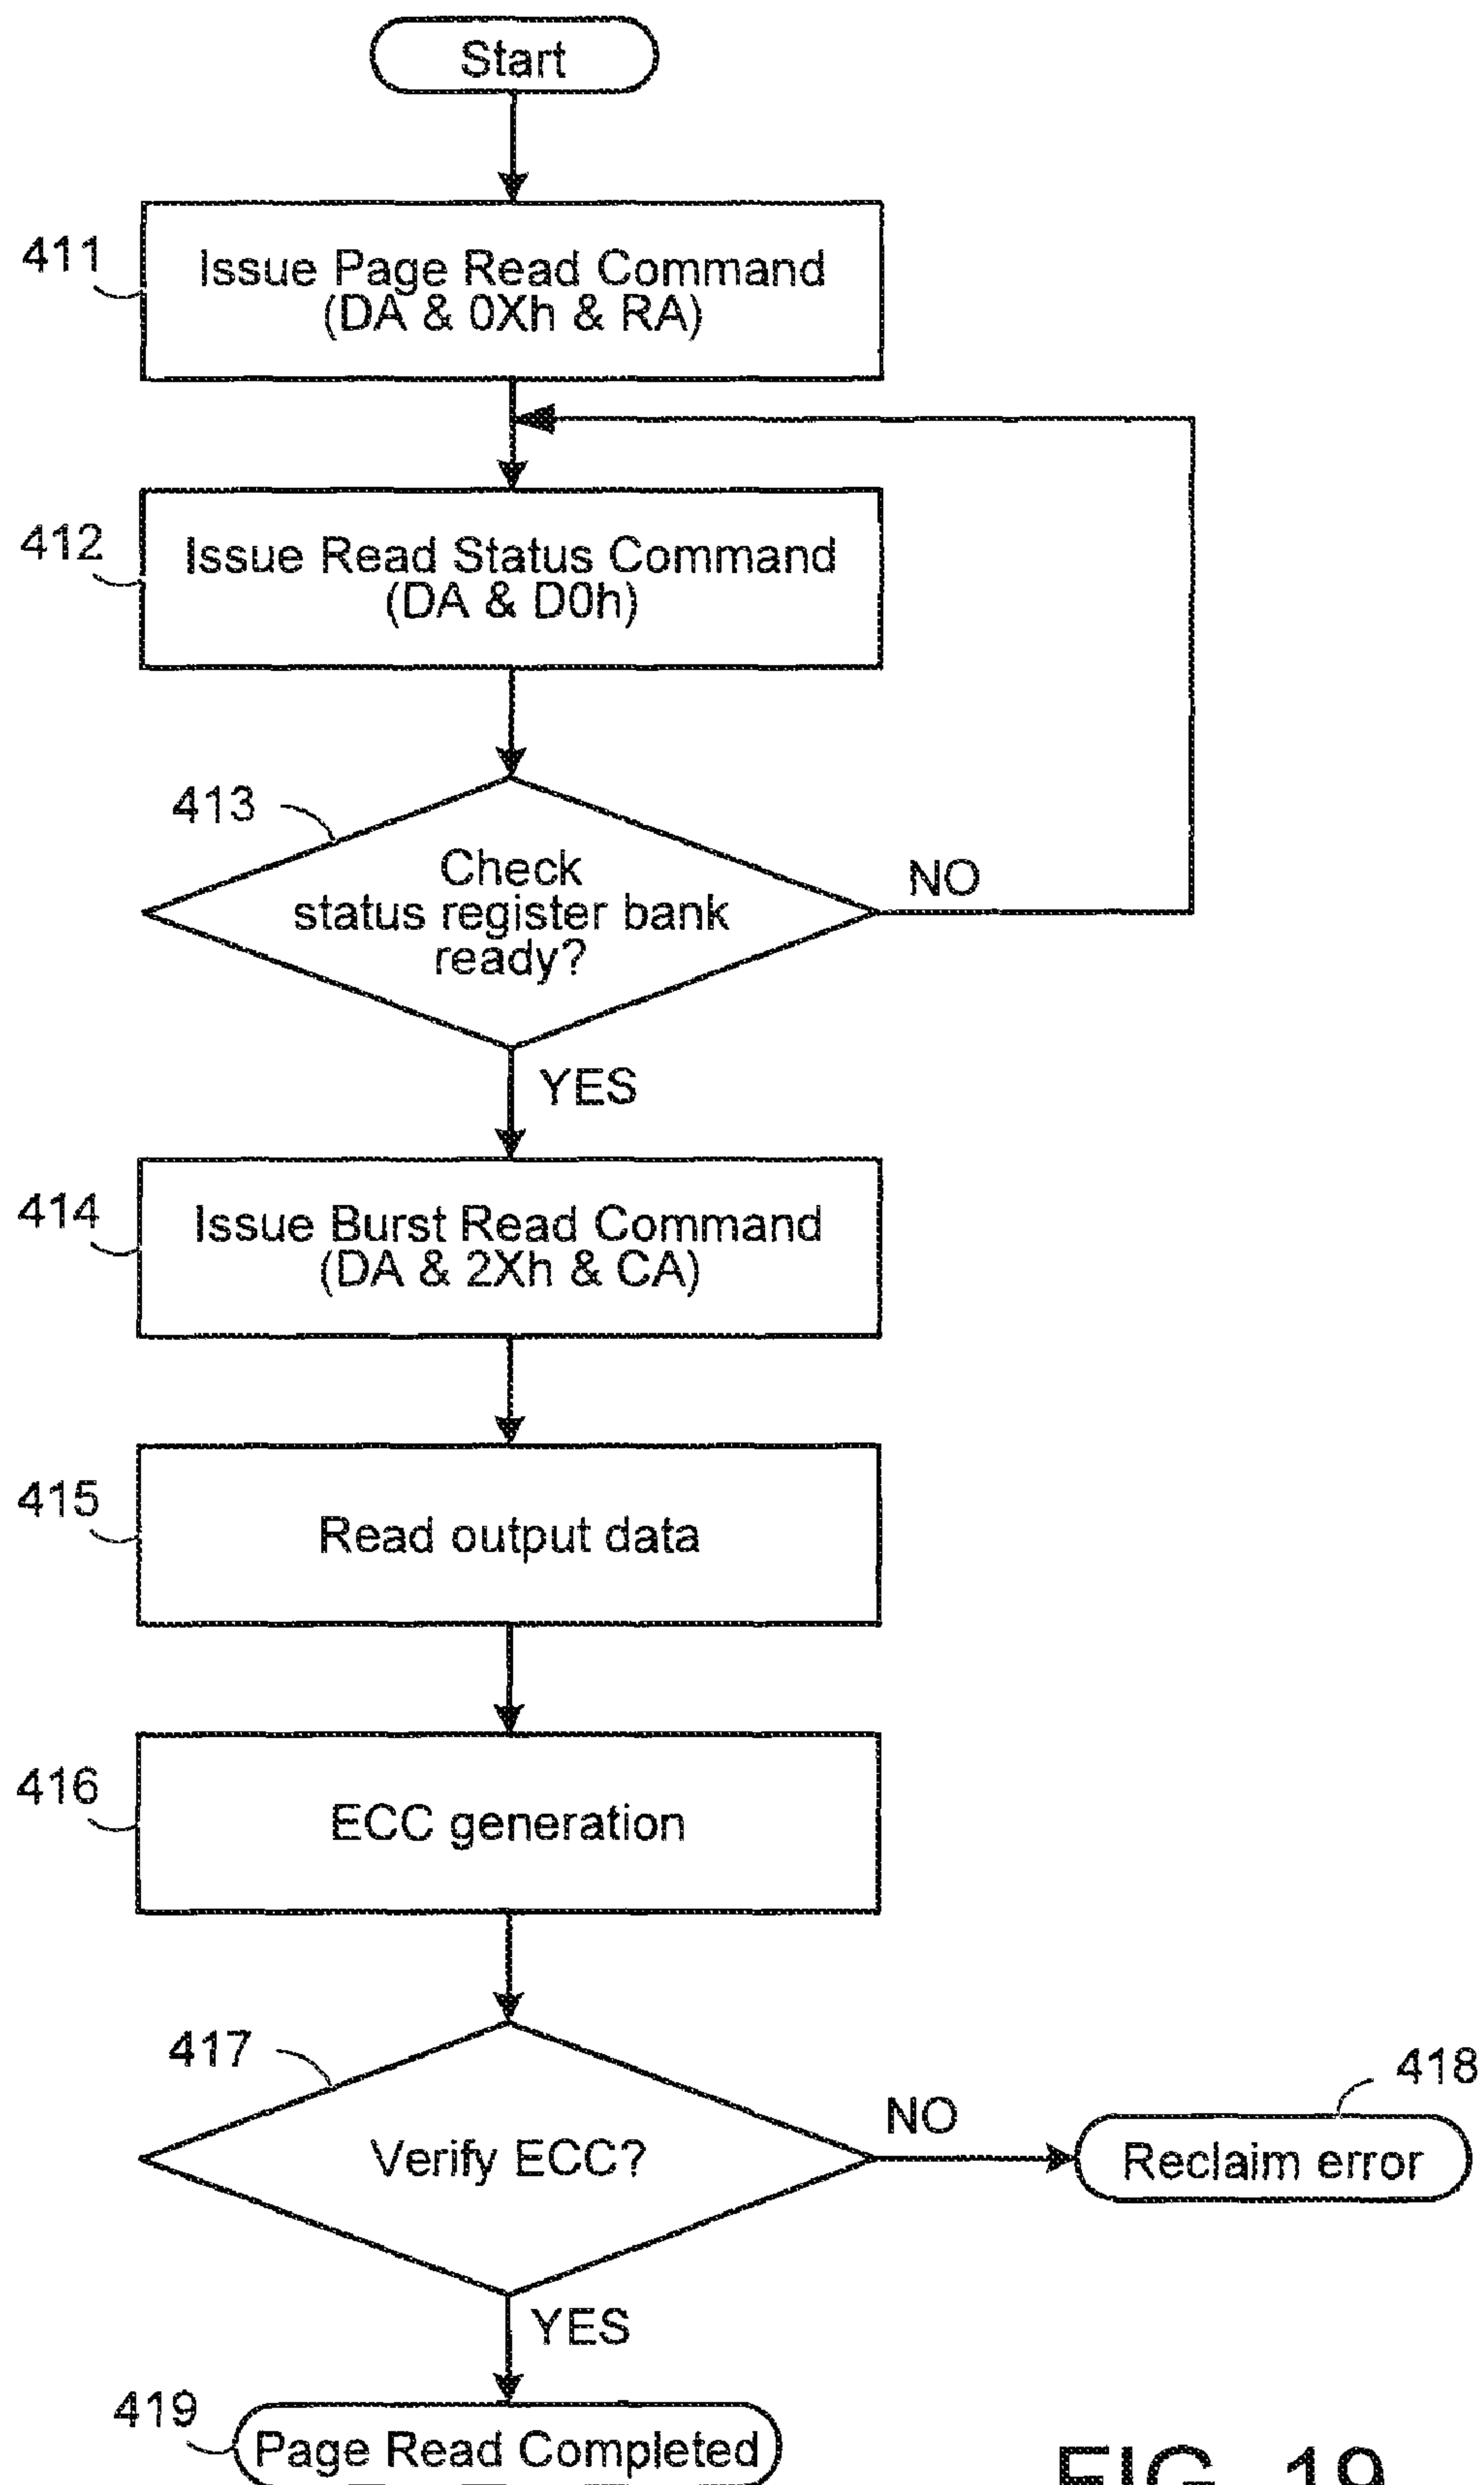 Start
411
Issue Page Read Command
(DA & 0Xh & RA)
412
Issue Read Status Command
(DA & D0h)
413
Check
status register bank
ready?
NO
YES
414
Issue Burst Read Command
(DA & 2Xh & CA)
415
Read output data
416
ECC generation
417
Verify ECC?
NO
418
Reclaim error
YES
419
Page Read Completed
FIG. 19